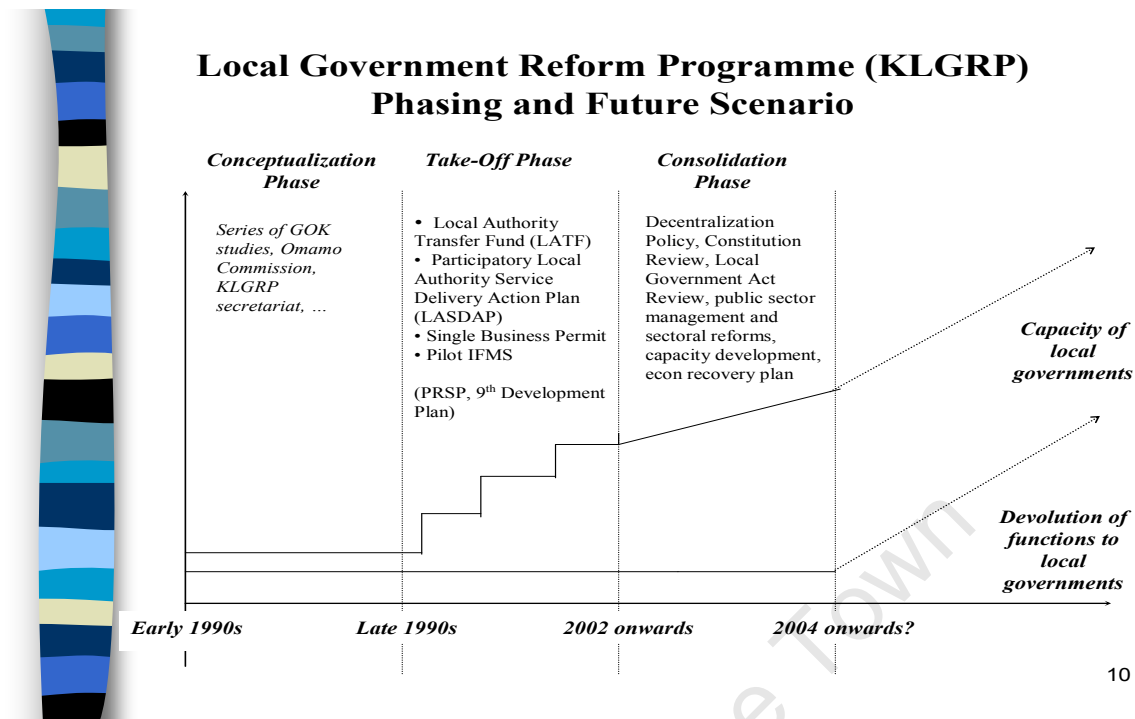 Local Government Reform Programme (KLGRP)
Phasing and Future Scenario
Conceptualization
Phase
Take-Off Phase
Consolidation
Phase
Series of GOK
studies, Omamo
Commission,
KLGRP
secretariat, …
• Local Authority
Transfer Fund (LATF)
• Participatory Local
Authority Service
Delivery Action Plan
(LASDAP)
• Single Business Permit
• Pilot IFMS
(PRSP, 9th Development
Plan)
Decentralization
Policy, Constitution
Review, Local
Government Act
Review, public sector
management and
sectoral reforms,
capacity development,
econ recovery plan
Capacity of
local
governments
Devolution of
functions to
local
governments
Early 1990s
Late 1990s
2002 onwards
2004 onwards?
Town
10